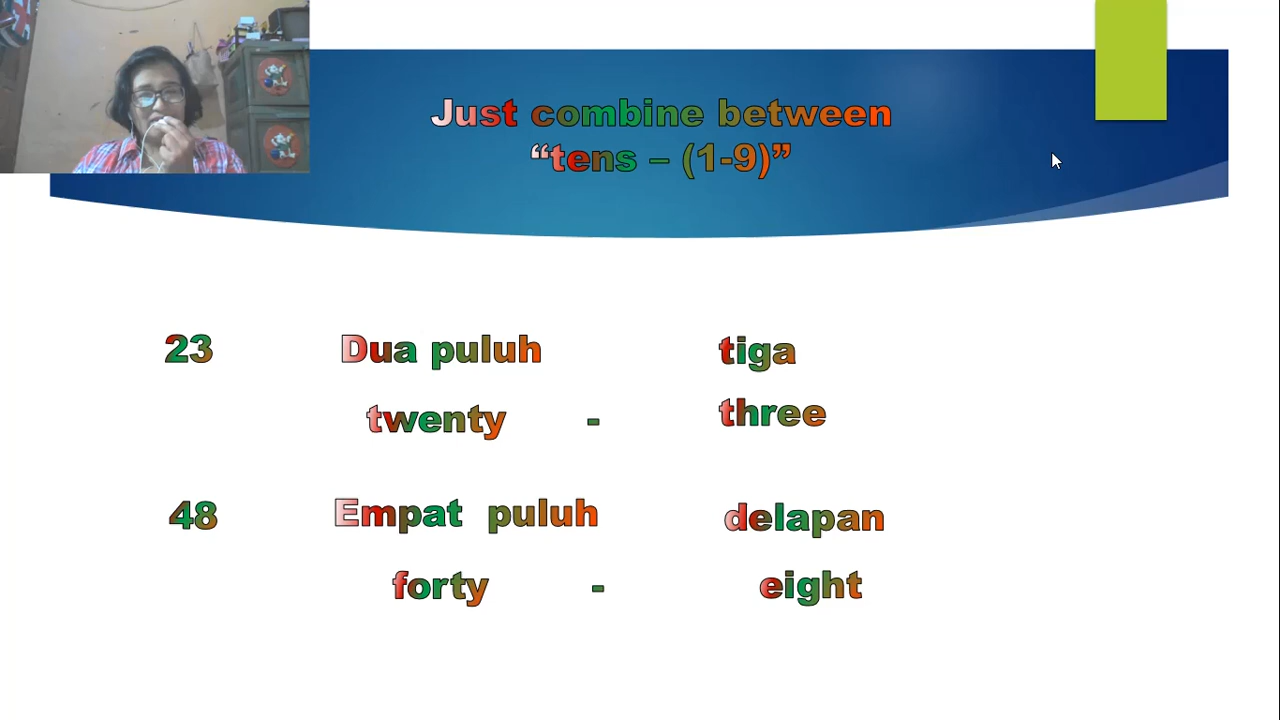 Just combine between
“tens – (1-9)”
23 Dua puluh tiga
twenty - three
48 Empat puluh delapan
forty - eight